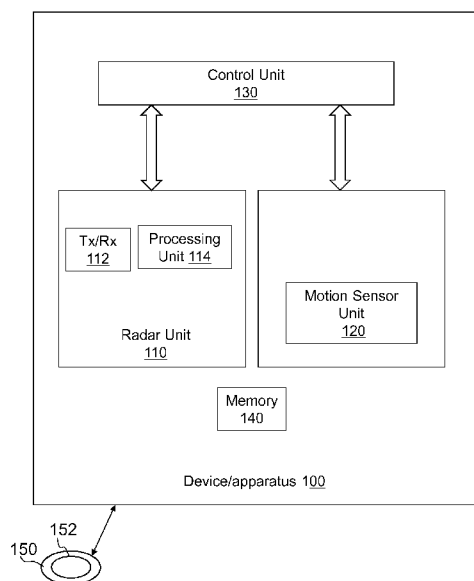 Control Unit
130
Tx/Rx
112
Processing
Unit 114
Radar Unit
110
Motion Sensor
Unit
120
Memory
140
Device/apparatus 100
152
150